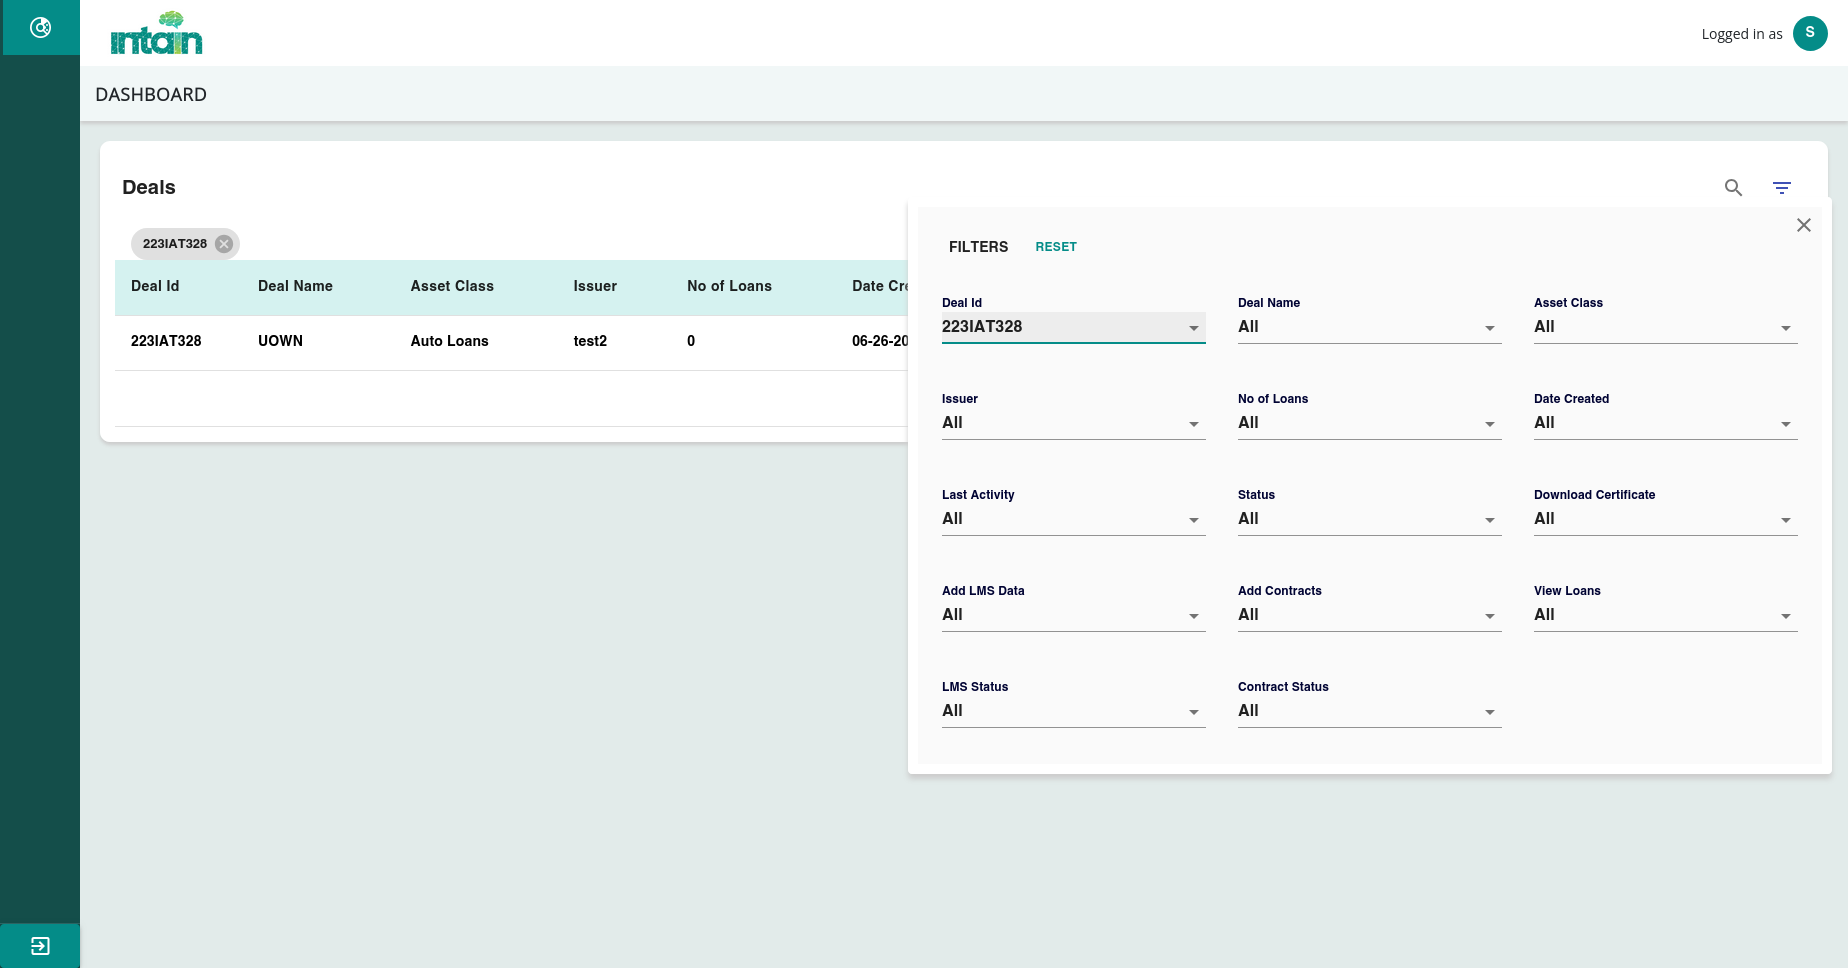 intain
Logged in as
S
DASHBOARD
Deals
223IAT328
Deal Id Deal Name Asset Class Issuer No of Loans Date Cre
223IAT328 UOWN Auto Loans test2 0 06-26-20
FILTERS RESET
Deal Id Deal Name Asset Class
223IAT328 All All
Issuer No of Loans Date Created
All All All
Last Activity Status Download Certificate
All All All
Add LMS Data Add Contracts View Loans
All All All
LMS Status Contract Status
All All